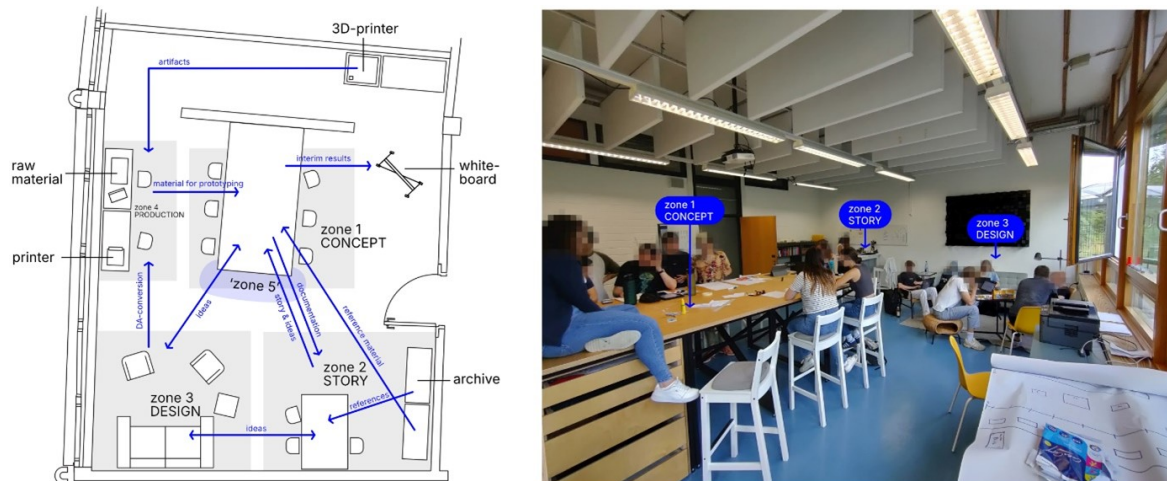 3D-printer
artifacts
raw
material
material for prototyping
interim results
white-
board
zone 4
PRODUCTION
zone 1
CONCEPT
printer
'zone 5'
DA-conversion
ideas
documentation
story & ideas
reference material
zone 2
STORY
archive
zone 3
DESIGN
references
ideas
zone 1
CONCEPT
zone 2
STORY
zone 3
DESIGN